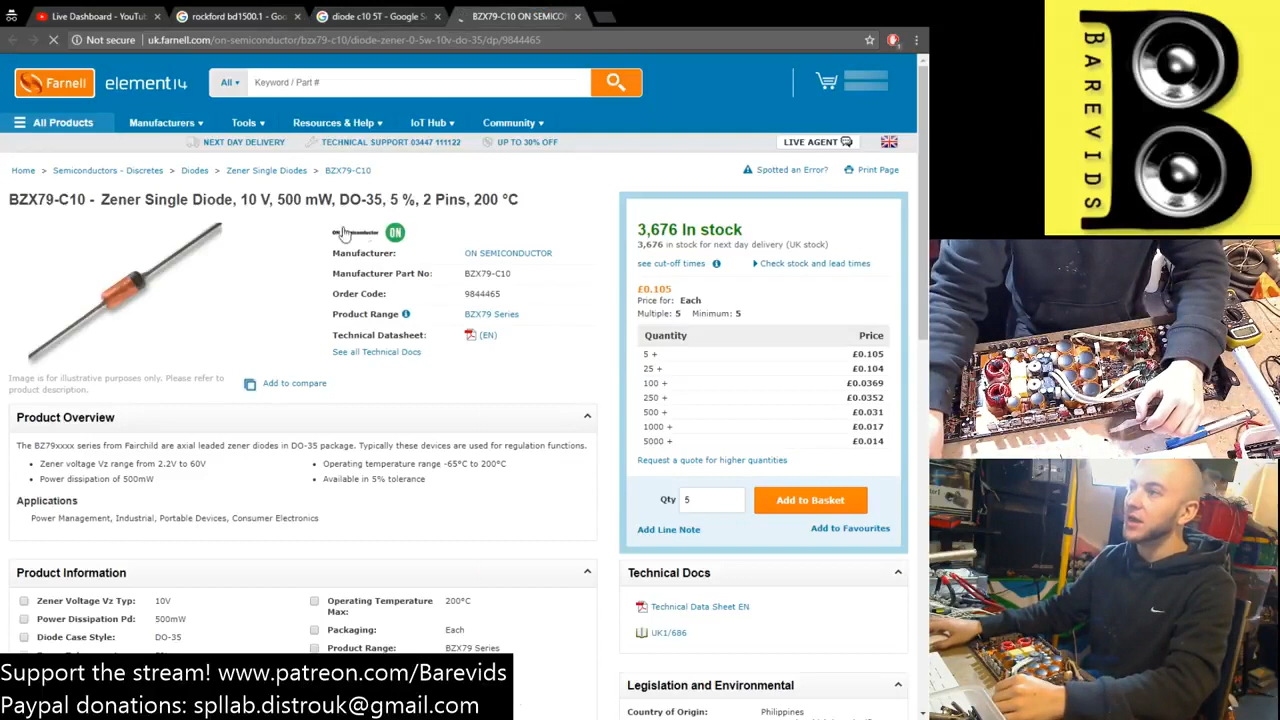 Live Dashboard - YouTu
rockford bd1500.1 - Goo
diode c10 5T - Google S
BZX79-C10 ON SEMICON
Not secure
uk.farnell.com/on-semiconductor/bzx79-c10/diode-zener-0-5w-10v-do-35/dp/9844465
Farnell
element14
All
Keyword / Part #
All Products
Manufacturers
Tools
Resources & Help
IoT Hub
Community
NEXT DAY DELIVERY
TECHNICAL SUPPORT 03447 111122
UP TO 30% OFF
LIVE AGENT
Home > Semiconductors - Discretes > Diodes > Zener Single Diodes > BZX79-C10
Spotted an Error?
Print Page
BZX79-C10 - Zener Single Diode, 10 V, 500 mW, DO-35, 5 %, 2 Pins, 200 °C
ON
Manufacturer: ON SEMICONDUCTOR
Manufacturer Part No: BZX79-C10
Order Code: 9844465
Product Range BZX79 Series
Technical Datasheet: (EN)
See all Technical Docs
Image is for illustrative purposes only. Please refer to
product description.
Add to compare
3,676 In stock
3,676 in stock for next day delivery (UK stock)
see cut-off times
Check stock and lead times
£0.105
Price for: Each
Multiple: 5 Minimum: 5
Quantity Price
5 + £0.105
25 + £0.104
100 + £0.0369
250 + £0.0352
500 + £0.031
1000 + £0.017
5000 + £0.014
Request a quote for higher quantities
Qty 5
Add to Basket
Add Line Note
Add to Favourites
Product Overview
The BZ79xxxx series from Fairchild are axial leaded zener diodes in DO-35 package. Typically these devices are used for regulation functions.
Zener voltage Vz range from 2.2V to 60V
Power dissipation of 500mW
Operating temperature range -65°C to 200°C
Available in 5% tolerance
Applications
Power Management, Industrial, Portable Devices, Consumer Electronics
Product Information
Zener Voltage Vz Typ: 10V
Power Dissipation Pd: 500mW
Diode Case Style: DO-35
Operating Temperature
Max: 200°C
Packaging: Each
Product Range: BZX79 Series
Technical Docs
Technical Data Sheet EN
UK1/686
Legislation and Environmental
Country of Origin: Philippines
Support the stream! www.patreon.com/Barevids
Paypal donations: spllab.distrouk@gmail.com
BAREVIDS
B